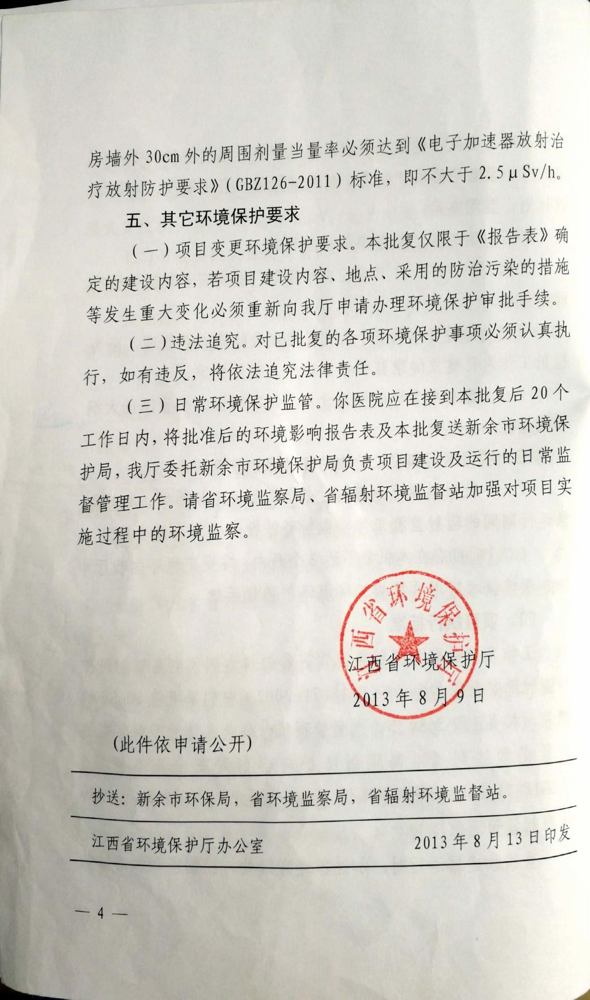 房墙外30cm外的周围剂量当量率必须达到《电子加速器放射治
疗放射防护要求》(GBZ126-2011)标准，即不大于2.5μSv/h。
五、其它环境保护要求
（一）项目变更环境保护要求。本批复仅限于《报告表》确
定的建设内容，若项目建设内容、地点、采用的防治污染的措施
等发生重大变化必须重新向我厅申请办理环境保护审批手续。
（二）违法追究。对已批复的各项环境保护事项必须认真执
行，如有违反，将依法追究法律责任。
（三）日常环境保护监管。你医院应在接到本批复后20个
工作日内，将批准后的环境影响报告表及本批复送新余市环境保
护局，我厅委托新余市环境保护局负责项目建设及运行的日常监
督管理工作。请省环境监察局、省辐射环境监督站加强对项目实
施过程中的环境监察。
江西省环境保护厅
江西省环境保护厅
2013年8月9日
(此件依申请公开)
抄送：新余市环保局，省环境监察局，省辐射环境监督站。
江西省环境保护厅办公室 2013年8月13日印发
— 4 —